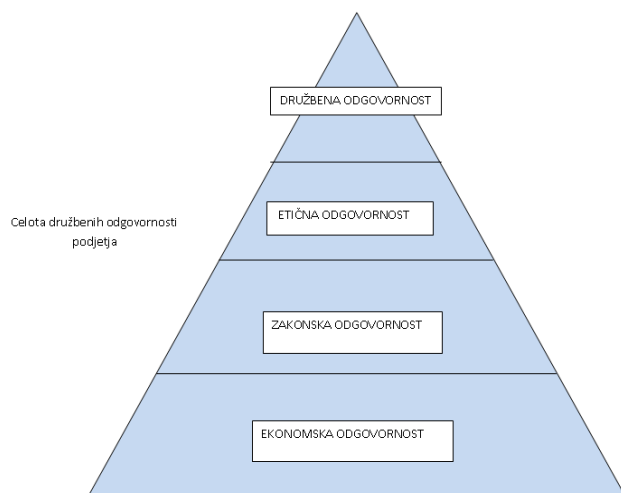 DRUŽBENA ODGOVORNOST
ETIČNA ODGOVORNOST
Celota družbenih odgovornosti
podjetja
ZAKONSKA ODGOVORNOST
EKONOMSKA ODGOVORNOST